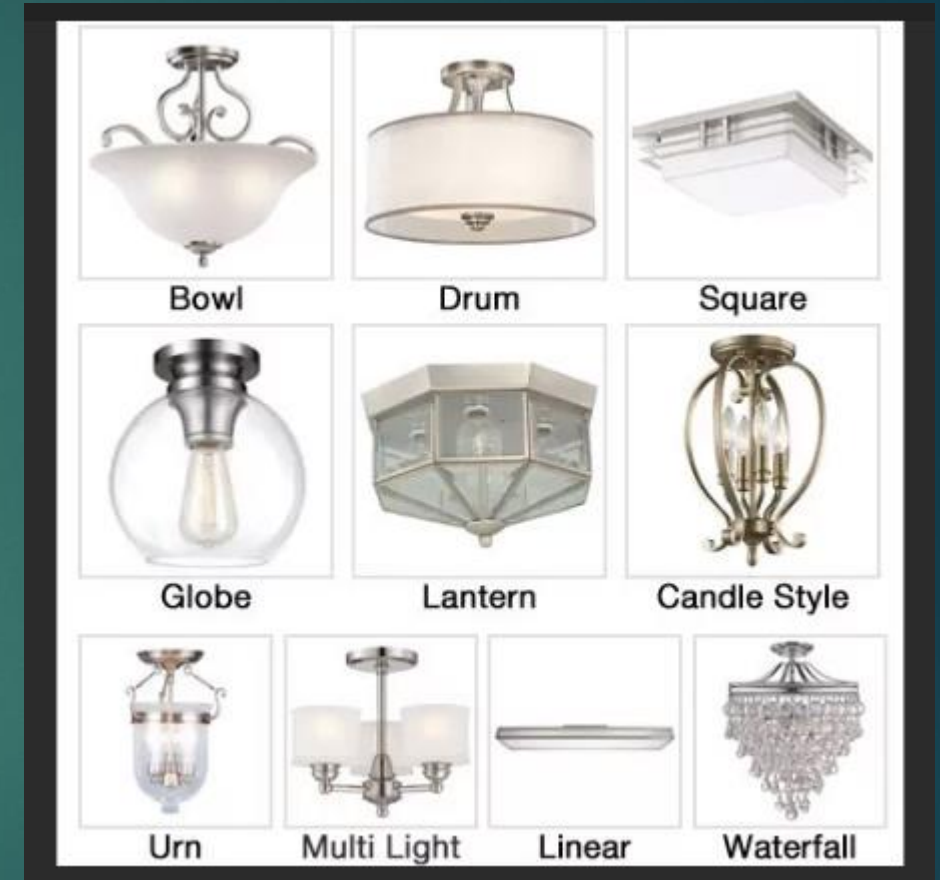 Bowl
Drum
Square
Globe
Lantern
Candle Style
Urn
Multi Light
Linear
Waterfall